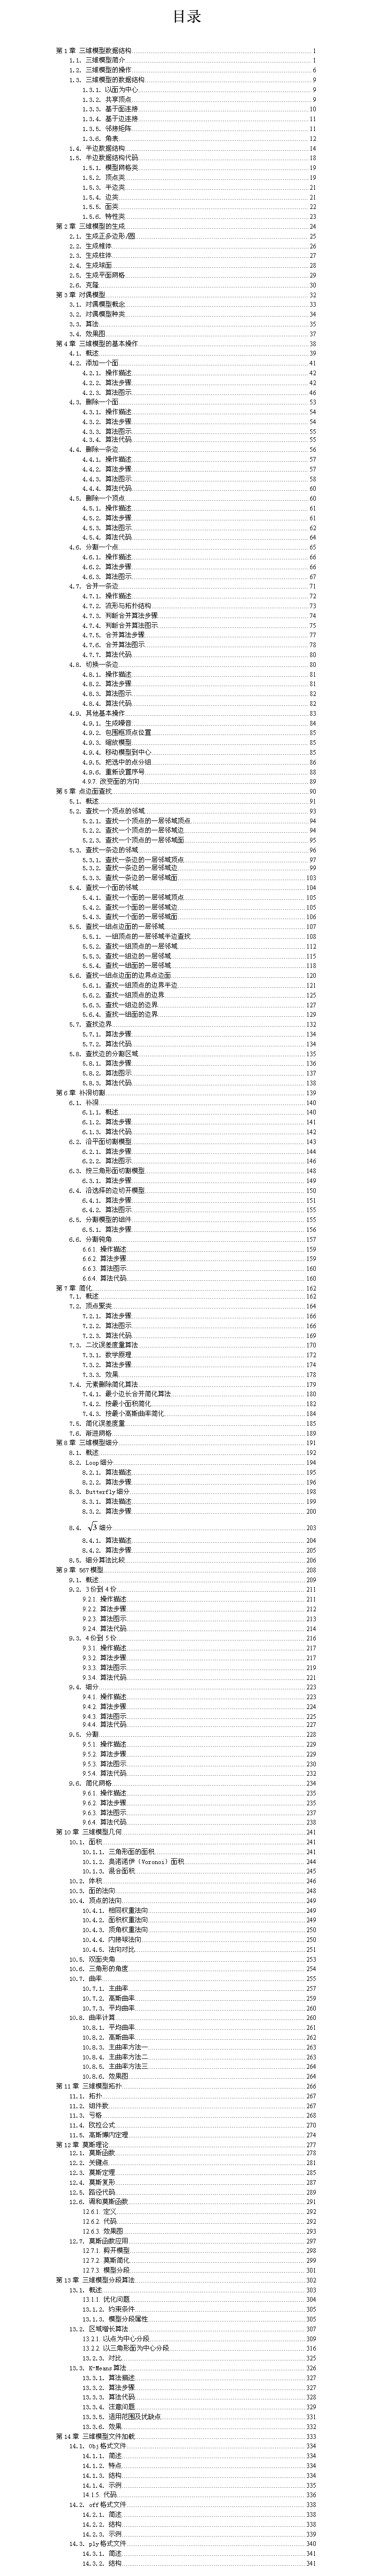 目录
第1章 三维模型数据结构 1
1.1. 三维模型简介 1
1.2. 三维模型的操作 6
1.3. 三维模型的数据结构 9
1.3.1. 以面为中心 9
1.3.2. 共享顶点 9
1.3.3. 基于面连接 10
1.3.4. 基于边连接 11
1.3.5. 邻接矩阵 11
1.3.6. 角表 12
1.4. 半边数据结构 14
1.5. 半边数据结构代码 18
1.5.1. 模型网格类 19
1.5.2. 顶点类 19
1.5.3. 半边类 21
1.5.4. 边类 21
1.5.5. 面类 22
1.5.6. 特性类 23
第2章 三维模型的生成 24
2.1. 生成正多边形/圆 25
2.2. 生成锥体 26
2.3. 生成柱体 27
2.4. 生成球面 28
2.5. 生成平面网格 29
2.6. 克隆 30
第3章 对偶模型 32
3.1. 对偶模型概念 33
3.2. 对偶模型种类 34
3.3. 算法 35
3.4. 效果图 37
第4章 三维模型的基本操作 38
4.1. 概述 39
4.2. 添加一个面 41
4.2.1. 操作描述 42
4.2.2. 算法步骤 42
4.2.3. 算法图示 46
4.3. 删除一个面 53
4.3.1. 操作描述 54
4.3.2. 算法步骤 54
4.3.3. 算法图示 55
4.3.4. 算法代码 55
4.4. 删除一条边 56
4.4.1. 操作描述 57
4.4.2. 算法步骤 57
4.4.3. 算法图示 58
4.4.4. 算法代码 60
4.5. 删除一个顶点 60
4.5.1. 操作描述 61
4.5.2. 算法步骤 61
4.5.3. 算法图示 62
4.5.4. 算法代码 64
4.6. 分割一个点 65
4.6.1. 操作描述 66
4.6.2. 算法步骤 66
4.6.3. 算法图示 67
4.7. 合并一条边 71
4.7.1. 操作描述 72
4.7.2. 流形与拓扑结构 73
4.7.3. 判断合并算法步骤 74
4.7.4. 判断合并算法图示 75
4.7.5. 合并算法步骤 77
4.7.6. 合并算法图示 78
4.7.7. 算法代码 80
4.8. 切换一条边 80
4.8.1. 操作描述 81
4.8.2. 算法步骤 81
4.8.3. 算法图示 82
4.8.4. 算法代码 82
4.9. 其他基本操作 83
4.9.1. 生成噪音 84
4.9.2. 包围框顶点位置 85
4.9.3. 缩放模型 85
4.9.4. 移动模型到中心 85
4.9.5. 把选中的点分组 86
4.9.6. 重新设置序号 88
4.9.7. 改变面的方向 89
第5章 点边面查找 90
5.1. 概述 91
5.2. 查找一个顶点的邻域 93
5.2.1. 查找一个顶点的一层邻域顶点 94
5.2.2. 查找一个顶点的一层邻域边 94
5.2.3. 查找一个顶点的一层邻域面 95
5.3. 查找一条边的邻域 96
5.3.1. 查找一条边的一层邻域顶点 97
5.3.2. 查找一条边的一层邻域边 99
5.3.3. 查找一条边的一层邻域面 103
5.4. 查找一个面的邻域 104
5.4.1. 查找一个面的一层邻域顶点 105
5.4.2. 查找一个面的一层邻域边 105
5.4.3. 查找一个面的一层邻域面 106
5.5. 查找一组点边面的一层邻域 107
5.5.1. 一组顶点的一层邻域半边查找 108
5.5.2. 查找一组顶点的一层邻域 112
5.5.3. 查找一组边的一层邻域 115
5.5.4. 查找一组面的一层邻域 118
5.6. 查找一组点边面的边界点边面 120
5.6.1. 查找一组顶点的边界半边 121
5.6.2. 查找一组顶点的边界 125
5.6.3. 查找一组边的边界 127
5.6.4. 查找一组面的边界 129
5.7. 查找边界 132
5.7.1. 算法步骤 134
5.7.2. 算法代码 134
5.8. 查找边的分割区域 135
5.8.1. 算法步骤 136
5.8.2. 算法图示 137
5.8.3. 算法代码 138
第6章 补洞切割 139
6.1. 补洞 140
6.1.1. 概述 140
6.1.2. 算法步骤 141
6.1.3. 算法代码 142
6.2. 沿平面切割模型 143
6.2.1. 算法步骤 144
6.2.2. 算法图示 146
6.3. 按三角形面切割模型 148
6.3.1. 算法步骤 149
6.4. 沿选择的边切开模型 150
6.4.1. 算法步骤 151
6.4.2. 算法图示 155
6.5. 分割模型的组件 155
6.5.1. 算法步骤 156
6.6. 分割钝角 157
6.6.1. 操作描述 159
6.6.2. 算法步骤 159
6.6.3. 算法图示 160
6.6.4. 算法代码 160
第7章 简化 162
7.1. 概述 162
7.2. 顶点聚类 164
7.2.1. 算法步骤 166
7.2.2. 算法图示 166
7.2.3. 算法代码 169
7.3. 二次误差度量算法 170
7.3.1. 数学原理 172
7.3.2. 算法步骤 174
7.3.3. 效果 178
7.4. 元素删除简化算法 179
7.4.1. 最小边长合并简化算法 180
7.4.2. 按最小面积简化 182
7.4.3. 按最小高斯曲率简化 184
7.5. 简化误差度量 185
7.6. 渐进网格 189
第8章 三维模型细分 191
8.1. 概述 192
8.2. Loop细分 194
8.2.1. 算法描述 195
8.2.2. 算法步骤 196
8.3. Butterfly细分 198
8.3.1. 算法描述 199
8.3.2. 算法步骤 200
8.4. √3细分 203
8.4.1. 算法描述 204
8.4.2. 算法步骤 205
8.5. 细分算法比较 206
第9章 567模型 208
9.1. 概述 209
9.2. 3价到4价 211
9.2.1. 操作描述 211
9.2.2. 算法步骤 212
9.2.3. 算法图示 213
9.2.4. 算法代码 214
9.3. 4价到5价 216
9.3.1. 操作描述 217
9.3.2. 算法步骤 217
9.3.3. 算法图示 219
9.3.4. 算法代码 221
9.4. 细分 223
9.4.1. 操作描述 223
9.4.2. 算法步骤 224
9.4.3. 算法图示 225
9.4.4. 算法代码 227
9.5. 分割 228
9.5.1. 操作描述 229
9.5.2. 算法步骤 229
9.5.3. 算法图示 230
9.5.4. 算法代码 232
9.6. 简化网格 234
9.6.1. 操作描述 235
9.6.2. 算法步骤 235
9.6.3. 算法图示 237
9.6.4. 算法代码 238
第10章 三维模型几何 241
10.1. 面积 241
10.1.1. 三角形面的面积 241
10.1.2. 奥诺诺伊（Voronoi）面积 244
10.1.3. 混合面积 245
10.2. 体积 246
10.3. 面的法向 248
10.4. 顶点的法向 249
10.4.1. 相同权重法向 249
10.4.2. 面积权重法向 249
10.4.3. 顶角权重法向 250
10.4.4. 内接球法向 250
10.4.5. 法向对比 251
10.5. 双面夹角 253
10.6. 三角形的角度 254
10.7. 曲率 255
10.7.1. 主曲率 257
10.7.2. 高斯曲率 259
10.7.3. 平均曲率 260
10.8. 曲率计算 260
10.8.1. 平均曲率 261
10.8.2. 高斯曲率 262
10.8.3. 主曲率方法一 263
10.8.4. 主曲率方法二 263
10.8.5. 主曲率方法三 264
10.8.6. 效果图 264
第11章 三维模型拓扑 266
11.1. 拓扑 267
11.2. 组件数 267
11.3. 亏格 268
11.4. 欧拉公式 270
11.5. 高斯博内定理 274
第12章 莫斯理论 277
12.1. 莫斯函数 278
12.2. 关键点 281
12.3. 莫斯定理 285
12.4. 莫斯复形 287
12.5. 路径代码 289
12.6. 调和莫斯函数 291
12.6.1. 定义 292
12.6.2. 代码 292
12.6.3. 效果图 293
12.7. 莫斯函数应用 297
12.7.1. 剪开模型 298
12.7.2. 莫斯简化 299
12.7.3. 模型分段 301
第13章 三维模型分段算法 302
13.1. 概述 303
13.1.1. 优化问题 304
13.1.2. 约束条件 305
13.1.3. 模型分段属性 305
13.2. 区域增长算法 307
13.2.1. 以点为中心分段 309
13.2.2. 以三角形面为中心分段 316
13.2.3. 对比 325
13.3. K-Means算法 326
13.3.1. 算法描述 327
13.3.2. 算法步骤 327
13.3.3. 算法代码 328
13.3.4. 注意问题 329
13.3.5. 适用范围及优缺点 331
13.3.6. 效果 332
第14章 三维模型文件加载 333
14.1. Obj格式文件 334
14.1.1. 简述 334
14.1.2. 特点 334
14.1.3. 结构 334
14.1.4. 示例 335
14.1.5. 代码 336
14.2. off格式文件 338
14.2.1. 简述 338
14.2.2. 结构 338
14.2.3. 示例 339
14.3. ply格式文件 340
14.3.1. 简述 341
14.3.2. 结构 341